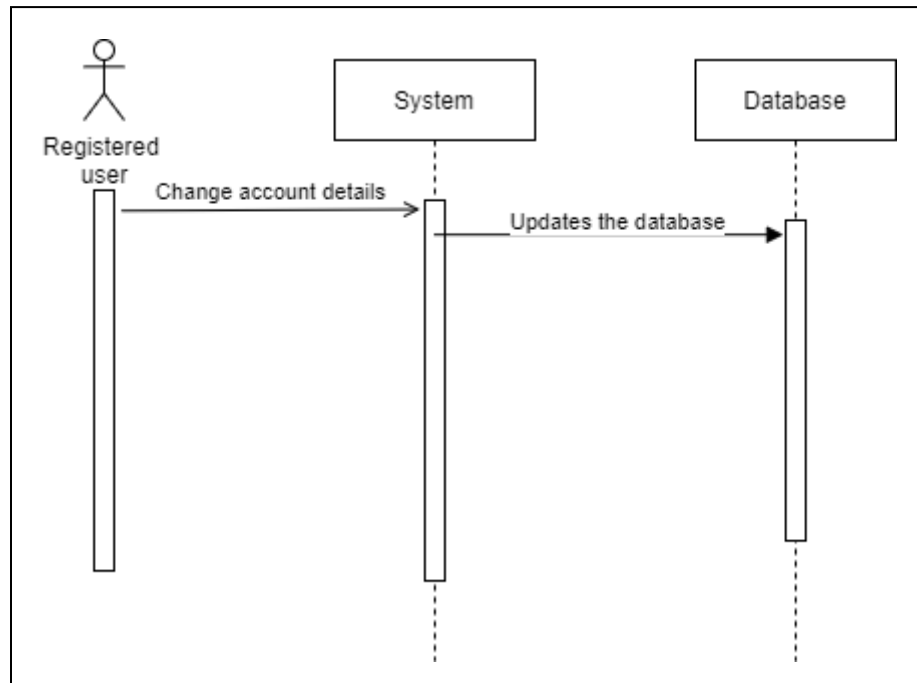 System
Database
Registered
user
Change account details
Updates the database